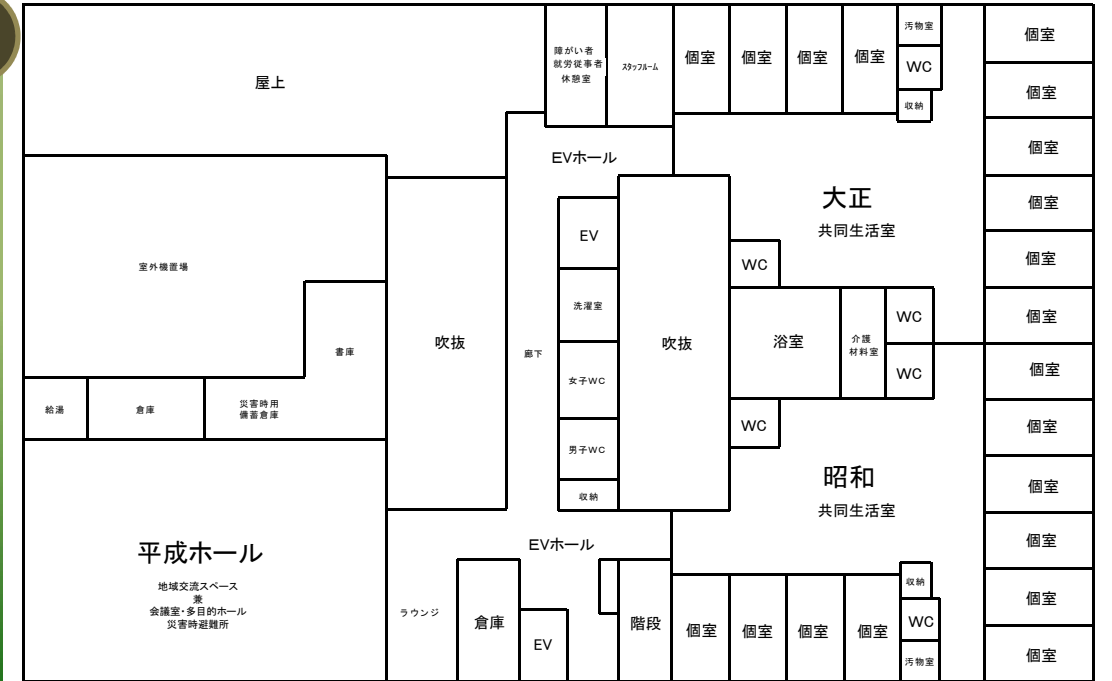 屋上
障がい者
就労従事者
休憩室
スタッフルーム
個室
個室
個室
個室
汚物室
WC
収納
個室
個室
個室
個室
個室
個室
個室
個室
個室
個室
個室
個室
EVホール
大正
共同生活室
室外機置場
書庫
給湯
倉庫
災害時用
備蓄倉庫
吹抜
廊下
EV
洗濯室
女子WC
男子WC
収納
吹抜
WC
浴室
介護
材料室
WC
WC
WC
昭和
共同生活室
平成ホール
地域交流スペース
兼
会議室・多目的ホール
災害時避難所
EVホール
ラウンジ
倉庫
EV
階段
個室
個室
個室
個室
収納
WC
汚物室